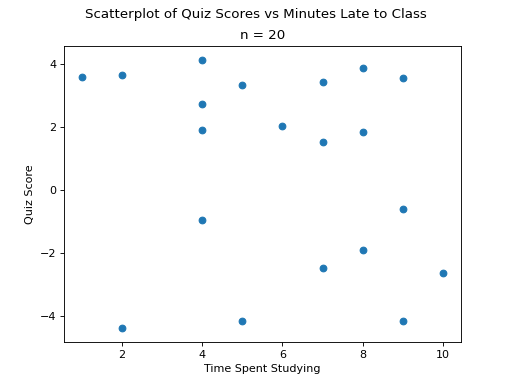 Scatterplot of Quiz Scores vs Minutes Late to Class
n = 20
4
2
0
−2
−4
Quiz Score
2 4 6 8 10
Time Spent Studying